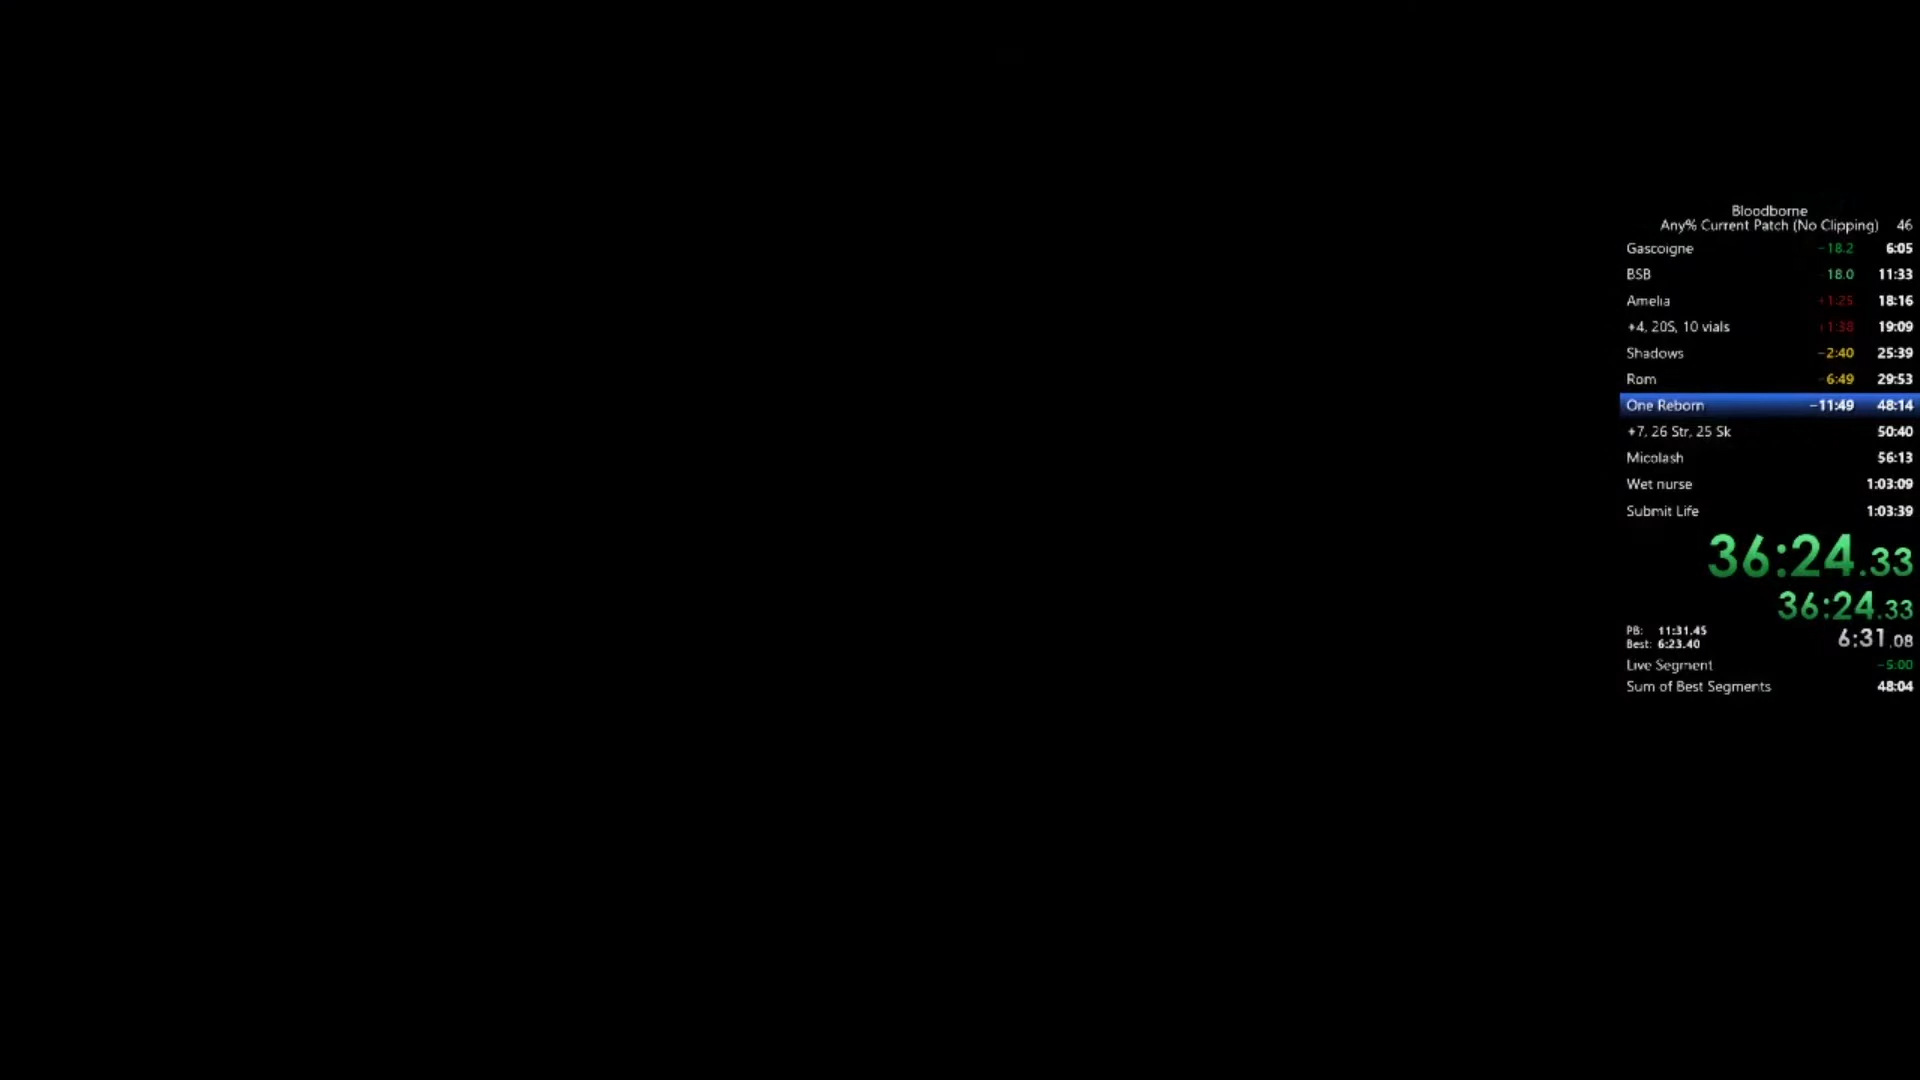 Bloodborne
Any% Current Patch (No Clipping) 46
Gascoigne -18.2 6:05
BSB 18.0 11:33
Amelia +1:25 18:16
+4, 20S, 10 vials +1:38 19:09
Shadows -2:40 25:39
Rom -6:49 29:53
One Reborn -11:49 48:14
+7, 26 Str, 25 Sk 50:40
Micolash 56:13
Wet nurse 1:03:09
Submit Life 1:03:39
36:24.33
36:24.33
PB: 11:31.45
Best: 6:23.40
6:31.08
Live Segment -5:00
Sum of Best Segments 48:04